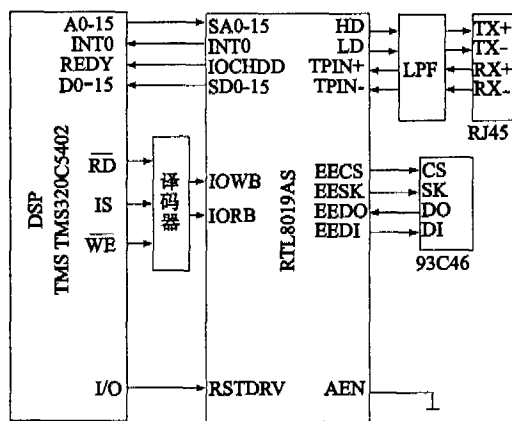 A0-15
INT0
REDY
D0-15
RD
IS
WE
I/O
DSP
TMS TMS320C5402
译码器
SA0-15
INT0
IOCHDD
SD0-15
IOWB
IORB
RSTDRV
RTL8019AS
HD
LD
TPIN+
TPIN-
EECS
EESK
EEDO
EEDI
AEN
LPF
TX+
TX-
RX+
RX-
RJ45
CS
SK
DO
DI
93C46